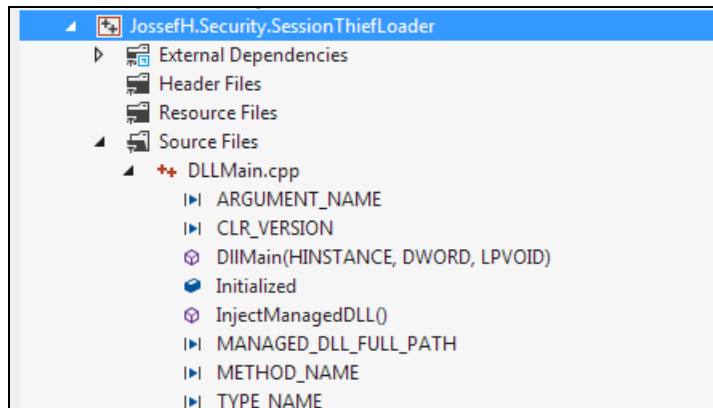 JossefH.Security.SessionThiefLoader
External Dependencies
Header Files
Resource Files
Source Files
DLLMain.cpp
ARGUMENT_NAME
CLR_VERSION
DllMain(HINSTANCE, DWORD, LPVOID)
Initialized
InjectManagedDLL()
MANAGED_DLL_FULL_PATH
METHOD_NAME
TYPE_NAME